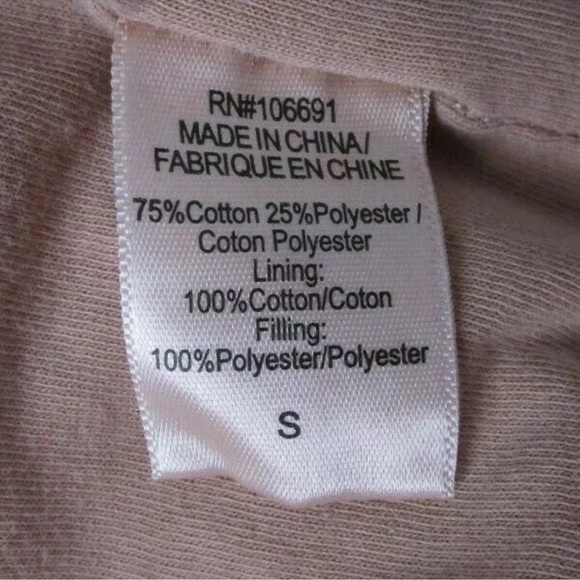 RN#106691
MADE IN CHINA/
FABRIQUE EN CHINE
75%Cotton 25%Polyester /
Coton Polyester
Lining:
100%Cotton/Coton
Filling:
100%Polyester/Polyester
S